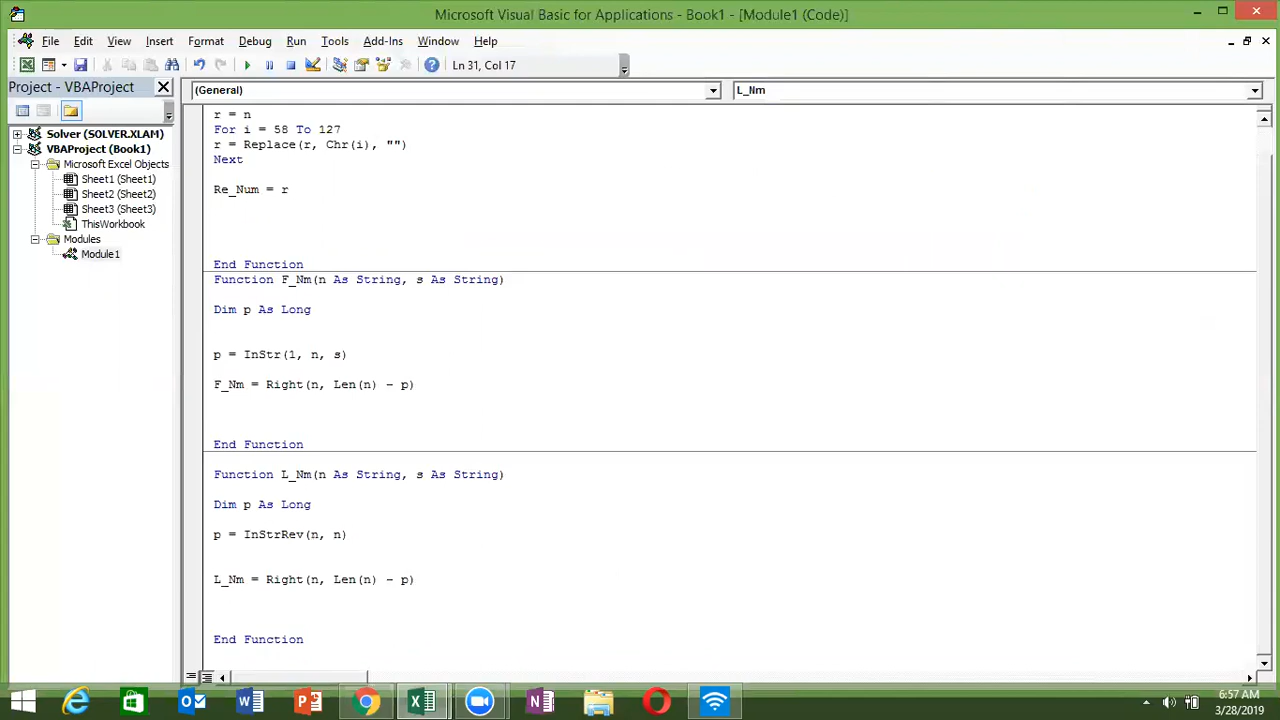 Microsoft Visual Basic for Applications - Book1 - [Module1 (Code)]
File Edit View Insert Format Debug Run Tools Add-Ins Window Help
Ln 31, Col 17
Project - VBAProject
(General)
L_Nm
Solver (SOLVER.XLAM)
VBAProject (Book1)
Microsoft Excel Objects
Sheet1 (Sheet1)
Sheet2 (Sheet2)
Sheet3 (Sheet3)
ThisWorkbook
Modules
Module1
r = n
For i = 58 To 127
r = Replace(r, Chr(i), "")
Next
Re_Num = r
End Function
Function F_Nm(n As String, s As String)
Dim p As Long
p = InStr(1, n, s)
F_Nm = Right(n, Len(n) - p)
End Function
Function L_Nm(n As String, s As String)
Dim p As Long
p = InStrRev(n, n)
L_Nm = Right(n, Len(n) - p)
End Function
6:57 AM
3/28/2019